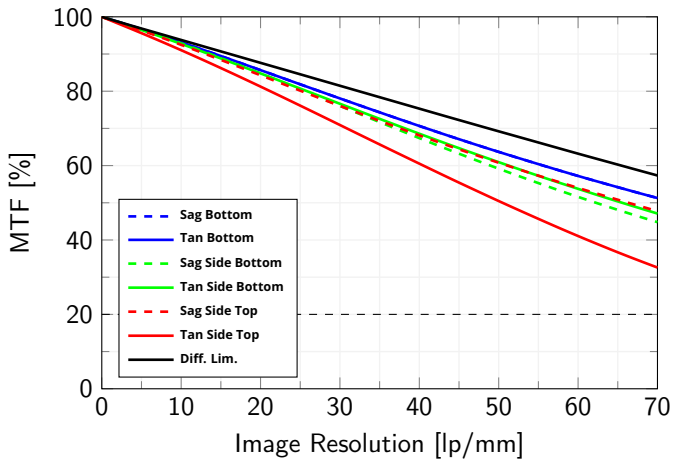 100
80
60
40
20
0
MTF [%]
Sag Bottom
Tan Bottom
Sag Side Bottom
Tan Side Bottom
Sag Side Top
Tan Side Top
Diff. Lim.
0 10 20 30 40 50 60 70
Image Resolution [lp/mm]